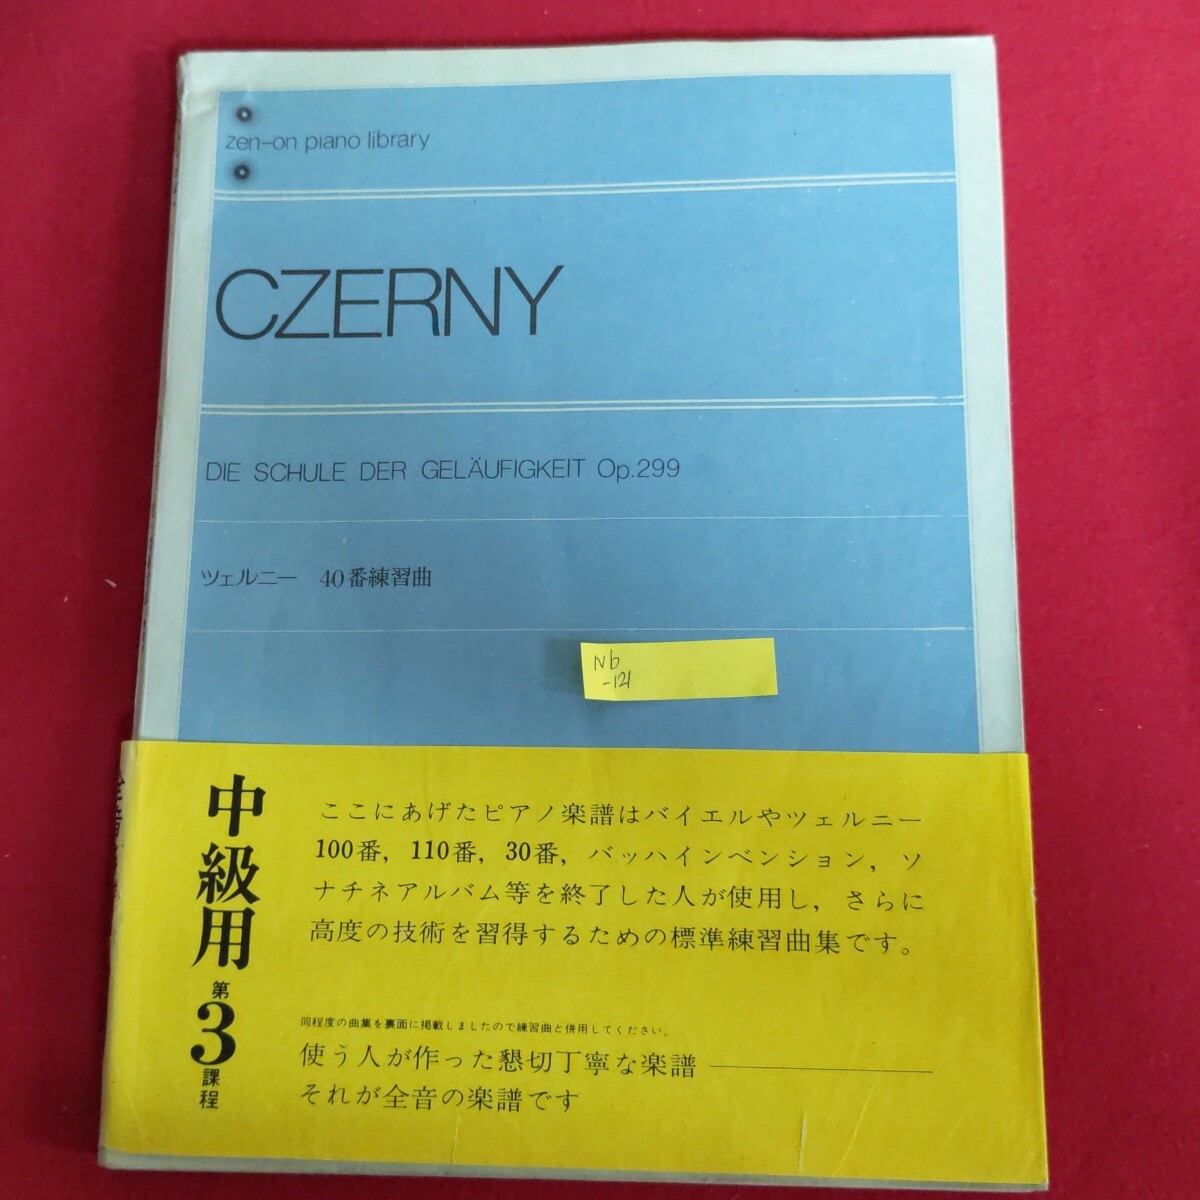 zen-on piano library
CZERNY
DIE SCHULE DER GELÄUFIGKEIT Op.299
ツェルニー 40番練習曲
Nb
-121
中級用
第
3
課程
ここにあげたピアノ楽譜はバイエルやツェルニー
100番, 110番, 30番, バッハインベンション, ソ
ナチネアルバム等を終了した人が使用し, さらに
高度の技術を習得するための標準練習曲集です。
同程度の曲集を裏面に掲載しましたので練習曲と併用してください。
使う人が作った懇切丁寧な楽譜
それが全音の楽譜です